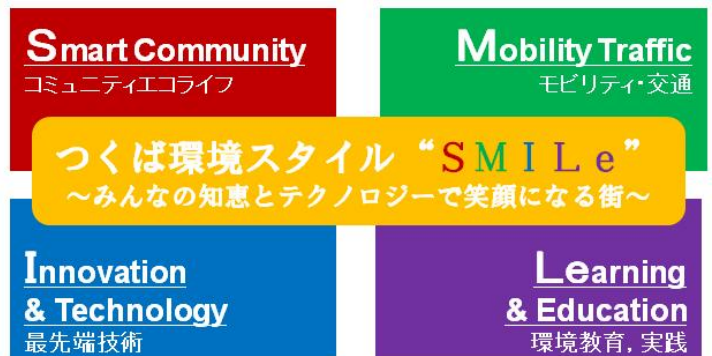 Smart Community
コミュニティエコライフ
Mobility Traffic
モビリティ・交通
つくば環境スタイル“SMILe”
～みんなの知恵とテクノロジーで笑顔になる街～
Innovation
& Technology
最先端技術
Learning
& Education
環境教育，実践